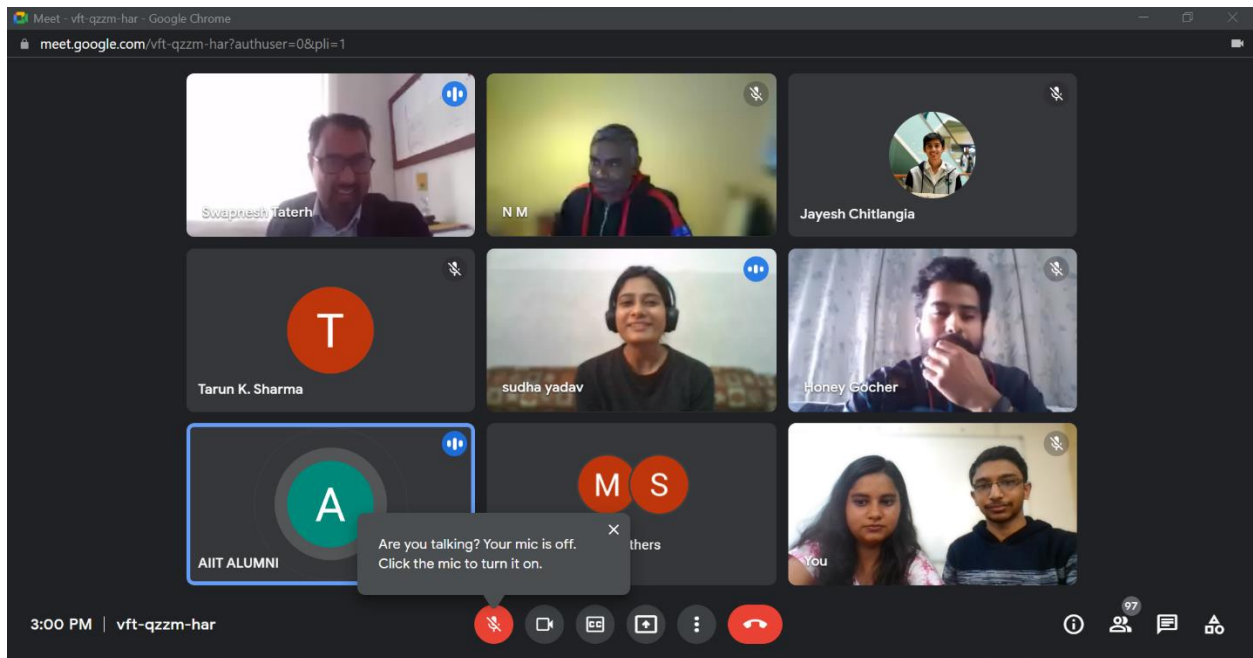 Meet - vft-qzzm-har - Google Chrome
meet.google.com/vft-qzzm-har?authuser=0&pli=1
Swapnesh Taterh
N M
Jayesh Chitlangia
T
Tarun K. Sharma
sudha yadav
Honey Gocher
A
AIIT ALUMNI
M S
thers
You
Are you talking? Your mic is off.
Click the mic to turn it on.
3:00 PM | vft-qzzm-har
CC
97